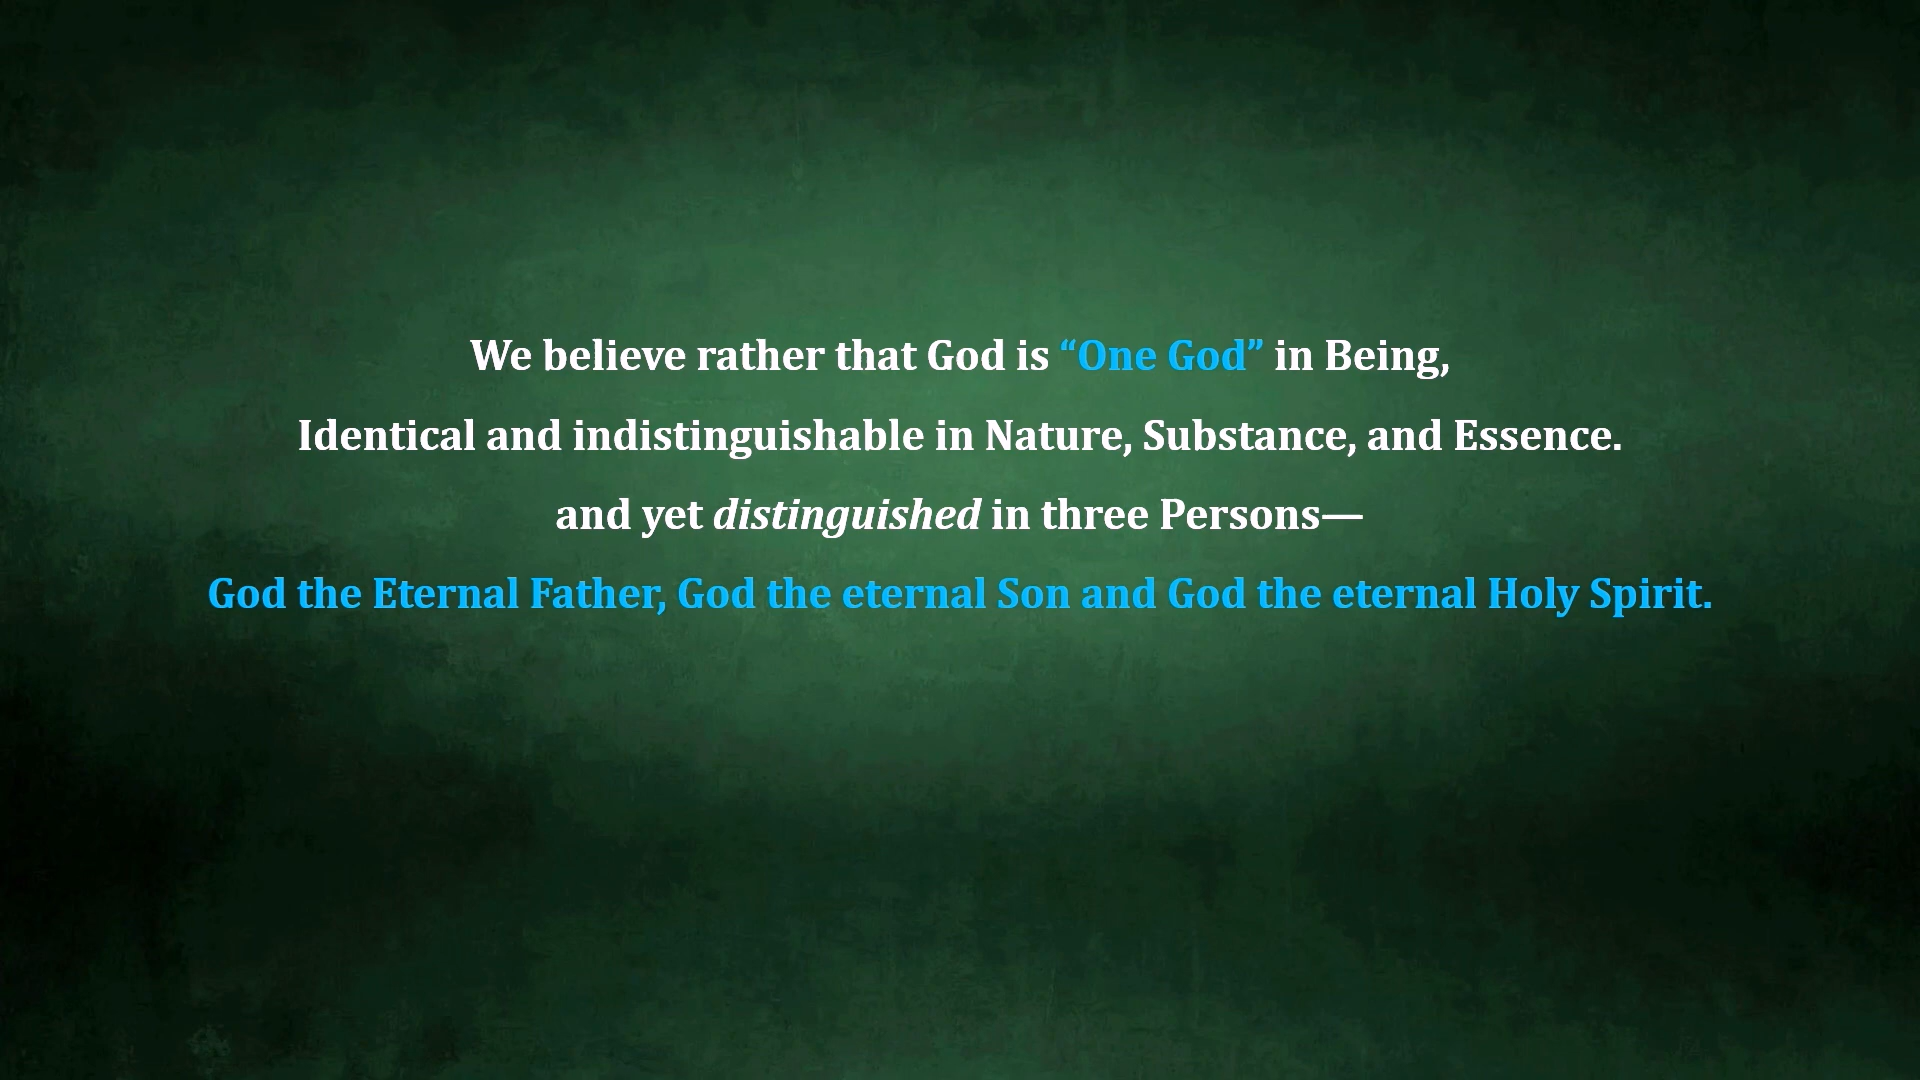 We believe rather that God is “One God” in Being,
Identical and indistinguishable in Nature, Substance, and Essence.
and yet distinguished in three Persons—
God the Eternal Father, God the eternal Son and God the eternal Holy Spirit.